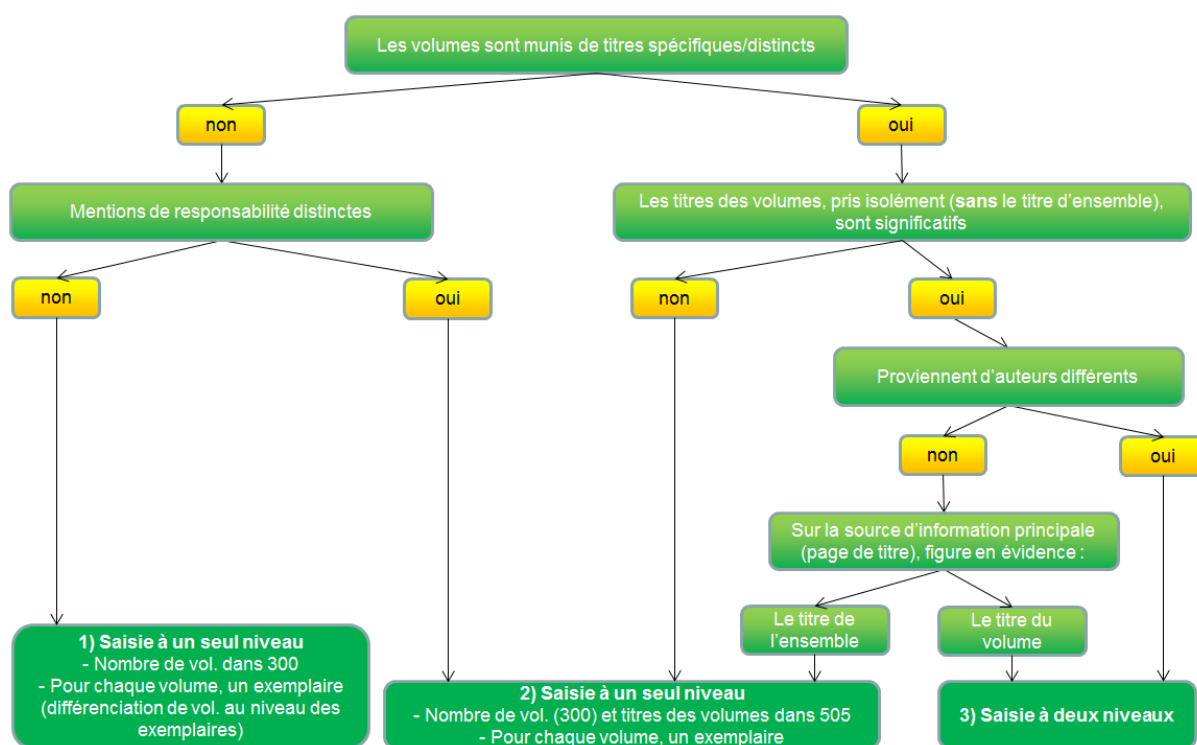 Les volumes sont munis de titres spécifiques/distincts
non
oui
Mentions de responsabilité distinctes
Les titres des volumes, pris isolément (sans le titre d’ensemble),
sont significatifs
non
oui
non
oui
Proviennent d’auteurs différents
non
oui
Sur la source d’information principale
(page de titre), figure en évidence :
Le titre de
l’ensemble
Le titre du
volume
1) Saisie à un seul niveau
- Nombre de vol. dans 300
- Pour chaque volume, un exemplaire
(différenciation de vol. au niveau des
exemplaires)
2) Saisie à un seul niveau
- Nombre de vol. (300) et titres des volumes dans 505
- Pour chaque volume, un exemplaire
3) Saisie à deux niveaux